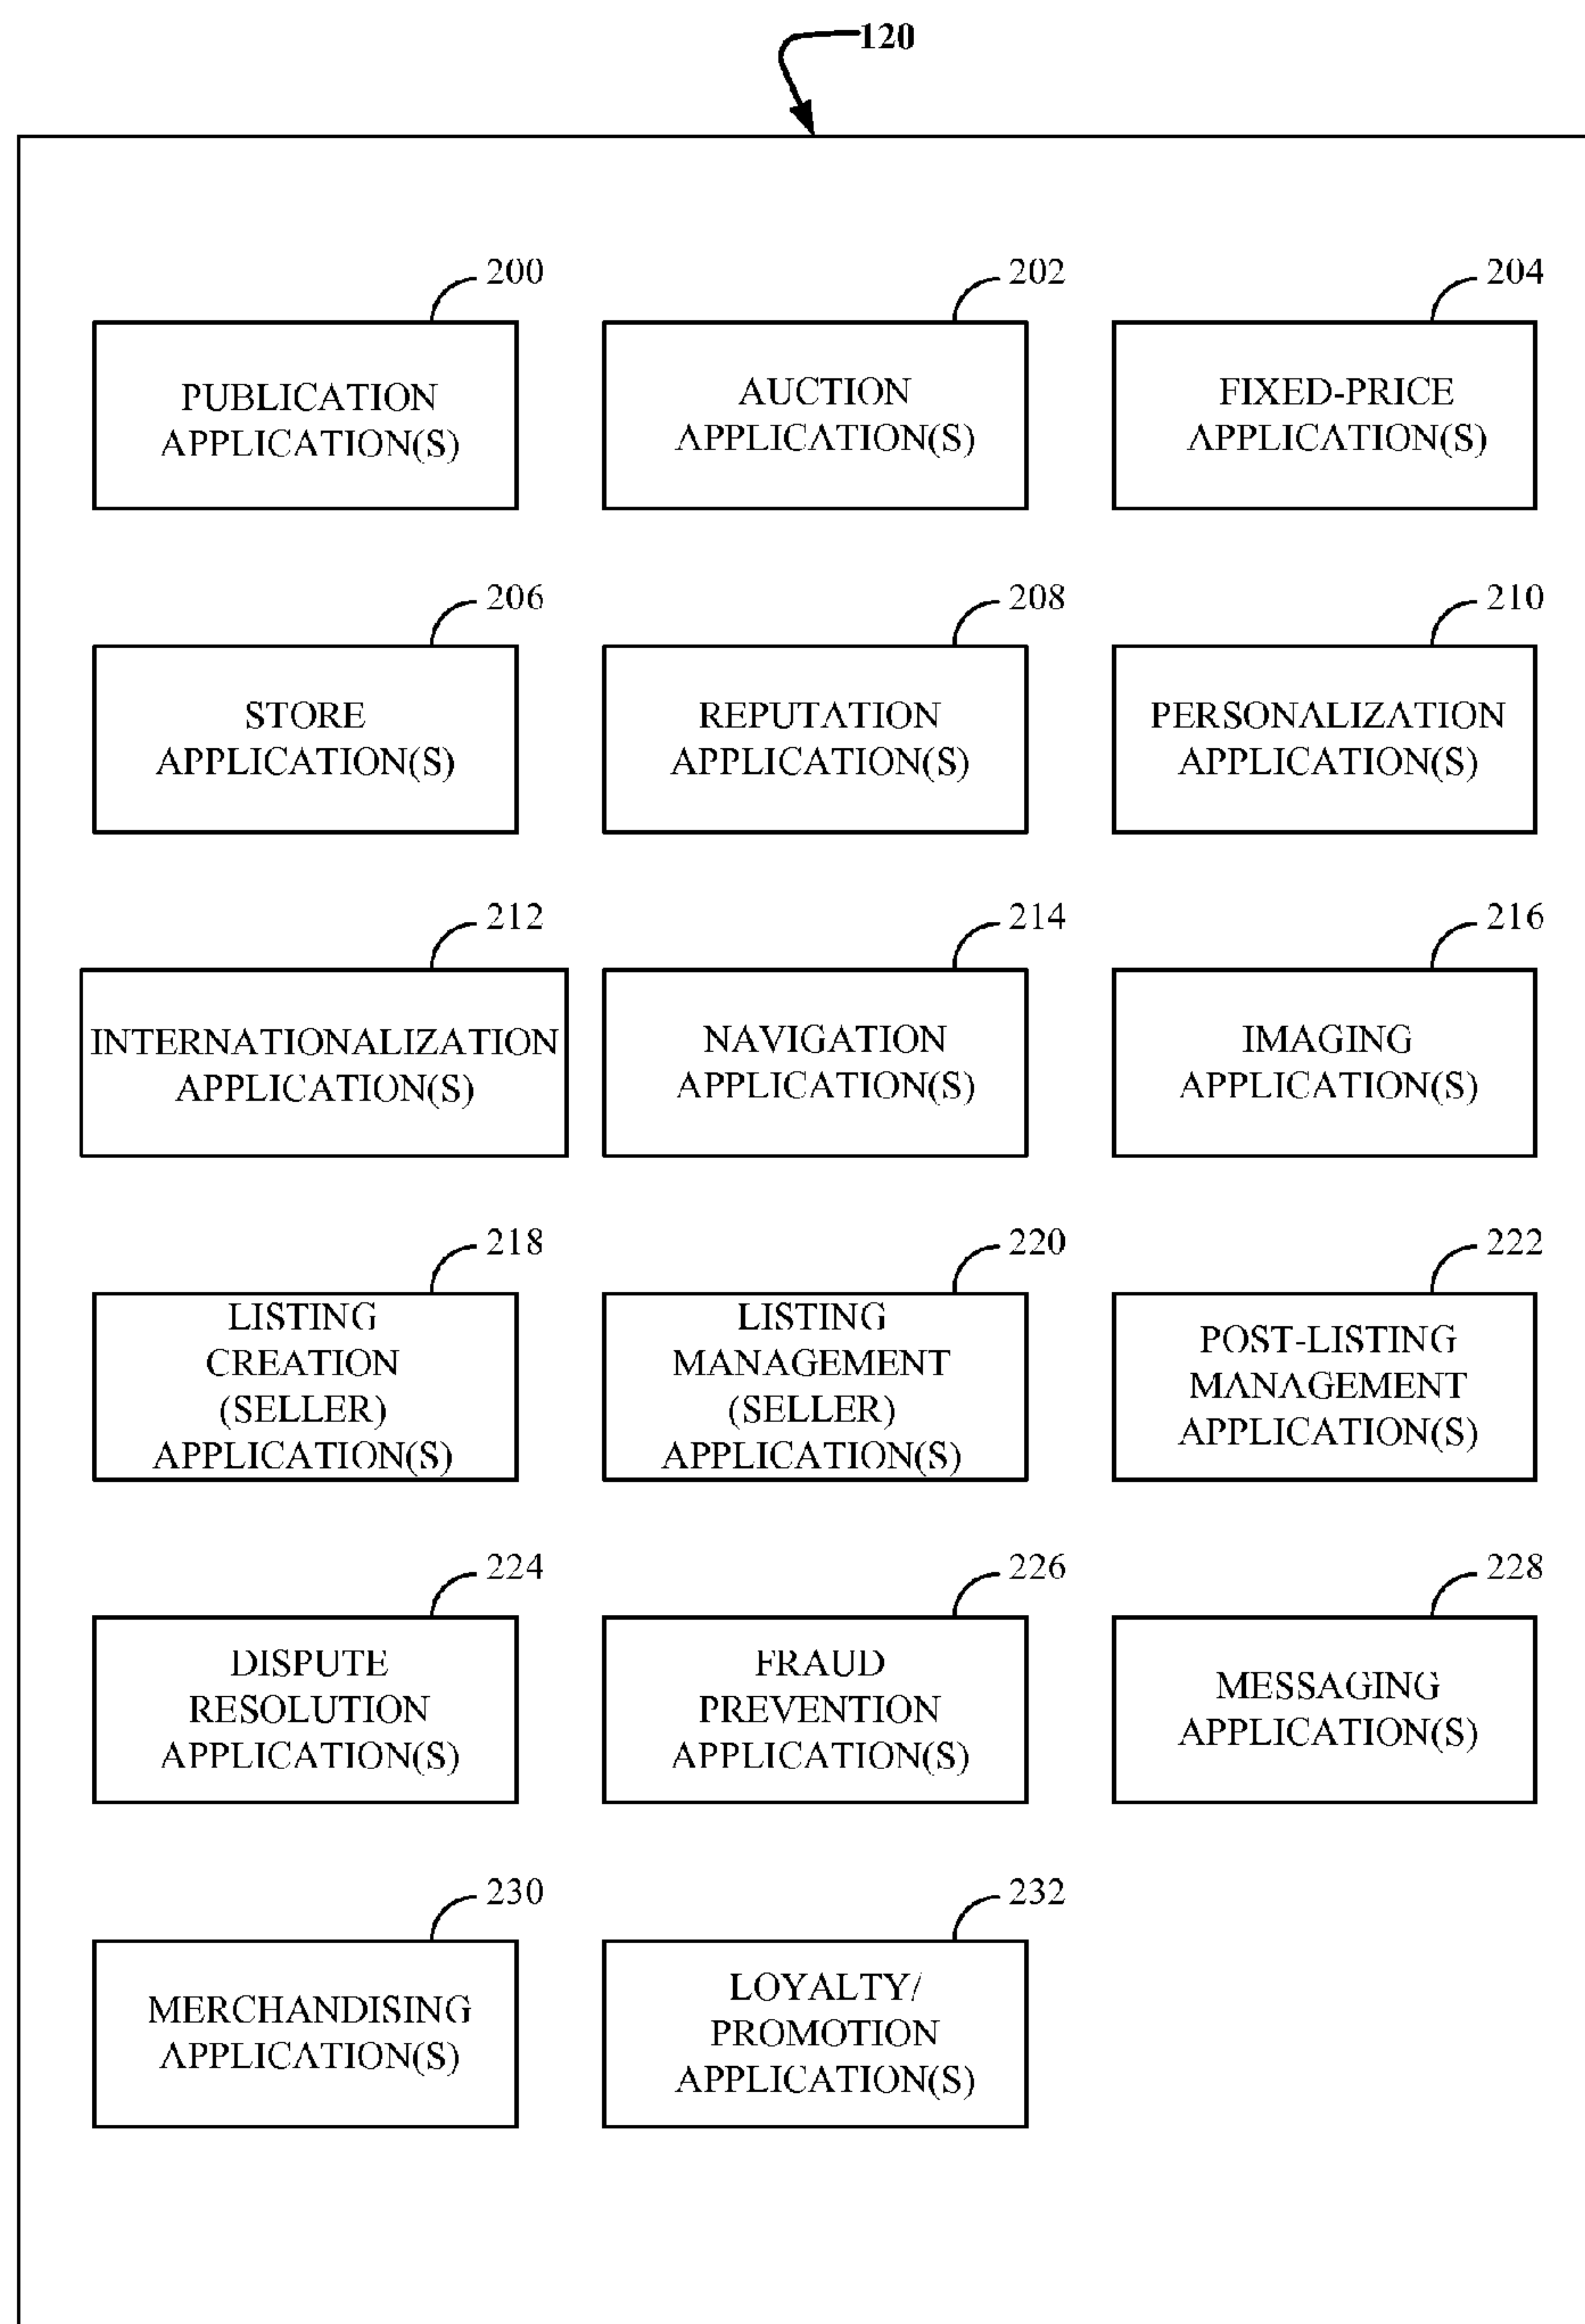 120
200
PUBLICATION
APPLICATION(S)
202
AUCTION
APPLICATION(S)
204
FIXED-PRICE
APPLICATION(S)
206
STORE
APPLICATION(S)
208
REPUTATION
APPLICATION(S)
210
PERSONALIZATION
APPLICATION(S)
212
INTERNATIONALIZATION
APPLICATION(S)
214
NAVIGATION
APPLICATION(S)
216
IMAGING
APPLICATION(S)
218
LISTING
CREATION
(SELLER)
APPLICATION(S)
220
LISTING
MANAGEMENT
(SELLER)
APPLICATION(S)
222
POST-LISTING
MANAGEMENT
APPLICATION(S)
224
DISPUTE
RESOLUTION
APPLICATION(S)
226
FRAUD
PREVENTION
APPLICATION(S)
228
MESSAGING
APPLICATION(S)
230
MERCHANDISING
APPLICATION(S)
232
LOYALTY/
PROMOTION
APPLICATION(S)